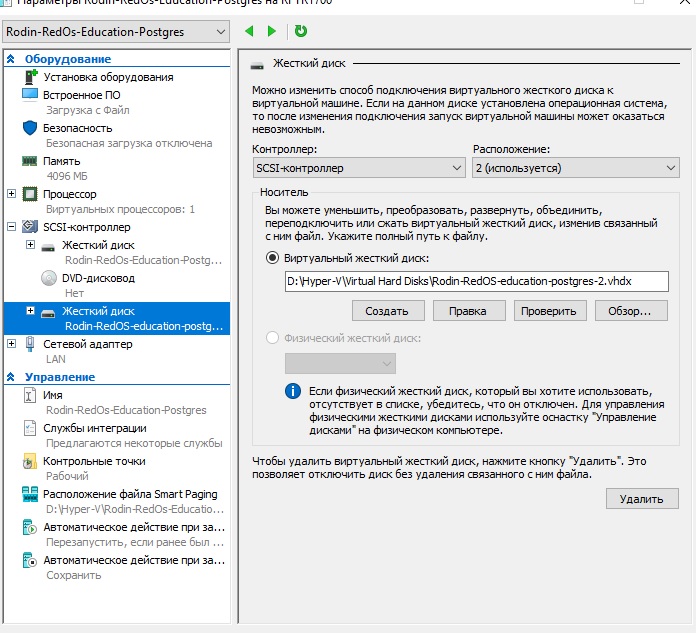 Параметры Rodin-RedOs-Education-Postgres на
Rodin-RedOs-Education-Postgres
Оборудование
Установка оборудования
Встроенное ПО
Загрузка с Файл
Безопасность
Безопасная загрузка отключена
Память
4096 МБ
Процессор
Виртуальных процессоров: 1
SCSI-контроллер
Жесткий диск
Rodin-RedOs-Education-Postg...
DVD-дисковод
Нет
Жесткий диск
Rodin-RedOS-education-postg...
Сетевой адаптер
LAN
Управление
Имя
Rodin-RedOs-Education-Postgres
Службы интеграции
Предлагаются некоторые службы
Контрольные точки
Рабочий
Расположение файла Smart Paging
D:\Hyper-V\Rodin-RedOs-Educatio...
Автоматическое действие при за...
Перезапустить, если ранее был ...
Автоматическое действие при за...
Сохранить
Жесткий диск
Можно изменить способ подключения виртуального жесткого диска к
виртуальной машине. Если на данном диске установлена операционная система,
то после изменения подключения запуск виртуальной машины может оказаться
невозможным.
Контроллер: Расположение:
SCSI-контроллер 2 (используется)
Носитель
Вы можете уменьшить, преобразовать, развернуть, объединить,
переподключить или сжать виртуальный жесткий диск, изменив связанный
с ним файл. Укажите полный путь к файлу.
Виртуальный жесткий диск:
D:\Hyper-V\Virtual Hard Disks\Rodin-RedOS-education-postgres-2.vhdx
Создать Правка Проверить Обзор...
Физический жесткий диск:
Если физический жесткий диск, который вы хотите использовать,
отсутствует в списке, убедитесь, что он отключен. Для управления
физическими жесткими дисками используйте оснастку "Управление
дисками" на физическом компьютере.
Чтобы удалить виртуальный жесткий диск, нажмите кнопку "Удалить". Это
позволяет отключить диск без удаления связанного с ним файла.
Удалить